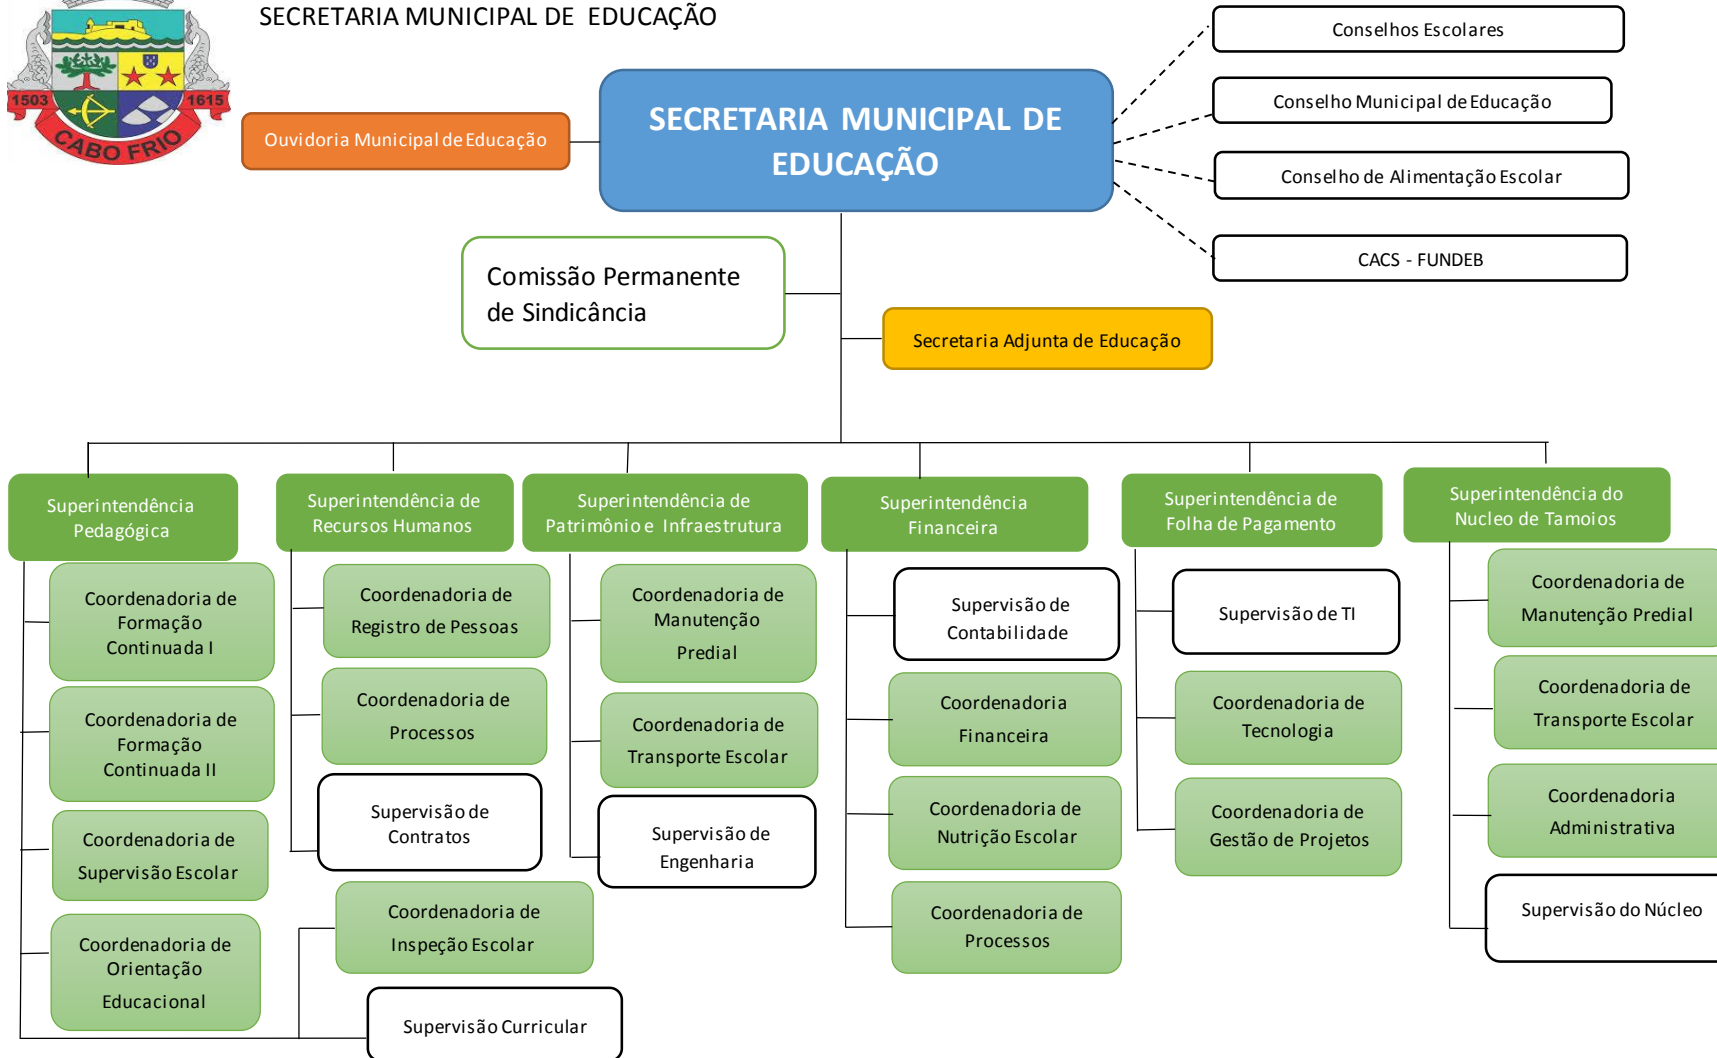 SECRETARIA MUNICIPAL DE EDUCAÇÃO
1503
1615
CABO FRIO
Ouvidoria Municipal de Educação
SECRETARIA MUNICIPAL DE
EDUCAÇÃO
Conselhos Escolares
Conselho Municipal de Educação
Conselho de Alimentação Escolar
CACS - FUNDEB
Comissão Permanente
de Sindicância
Secretaria Adjunta de Educação
Superintendência
Pedagógica
Coordenadoria de
Formação
Continuada I
Coordenadoria de
Formação
Continuada II
Coordenadoria de
Supervisão Escolar
Coordenadoria de
Orientação
Educacional
Coordenadoria de
Inspeção Escolar
Supervisão Curricular
Superintendência de
Recursos Humanos
Coordenadoria de
Registro de Pessoas
Coordenadoria de
Processos
Supervisão de
Contratos
Superintendência de
Patrimônio e Infraestrutura
Coordenadoria de
Manutenção
Predial
Coordenadoria de
Transporte Escolar
Supervisão de
Engenharia
Superintendência
Financeira
Supervisão de
Contabilidade
Coordenadoria
Financeira
Coordenadoria de
Nutrição Escolar
Coordenadoria de
Processos
Superintendência de
Folha de Pagamento
Supervisão de TI
Coordenadoria de
Tecnologia
Coordenadoria de
Gestão de Projetos
Superintendência do
Nucleo de Tamoios
Coordenadoria de
Manutenção Predial
Coordenadoria de
Transporte Escolar
Coordenadoria
Administrativa
Supervisão do Núcleo